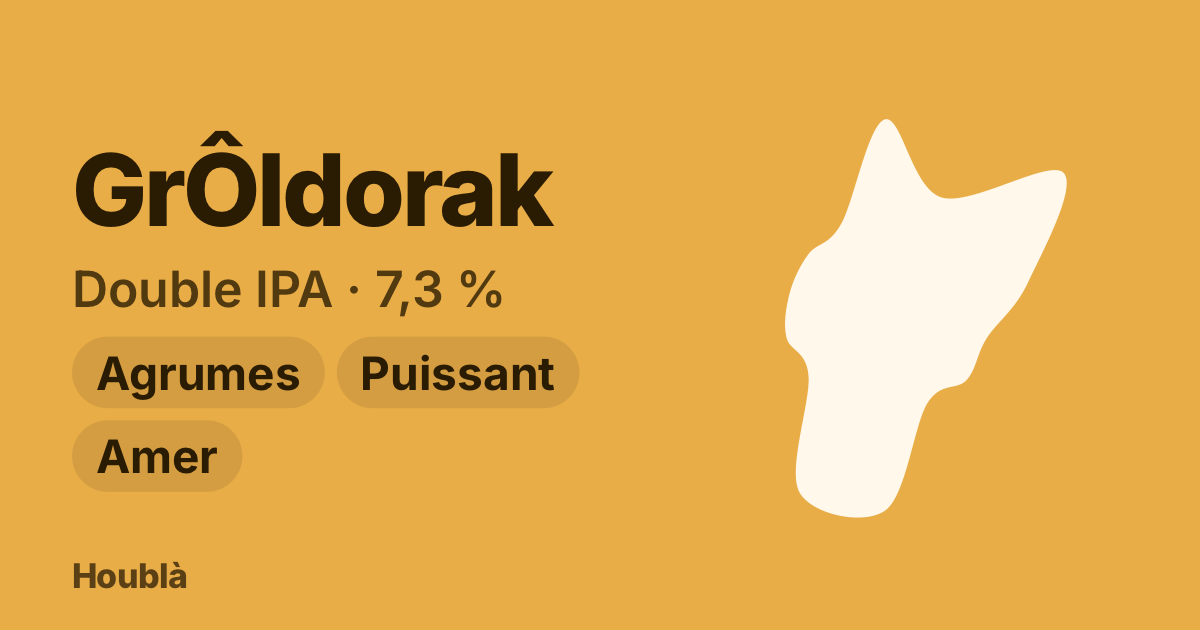 GrÔldorak
Double IPA · 7,3 %
Agrumes Puissant
Amer
Houblà